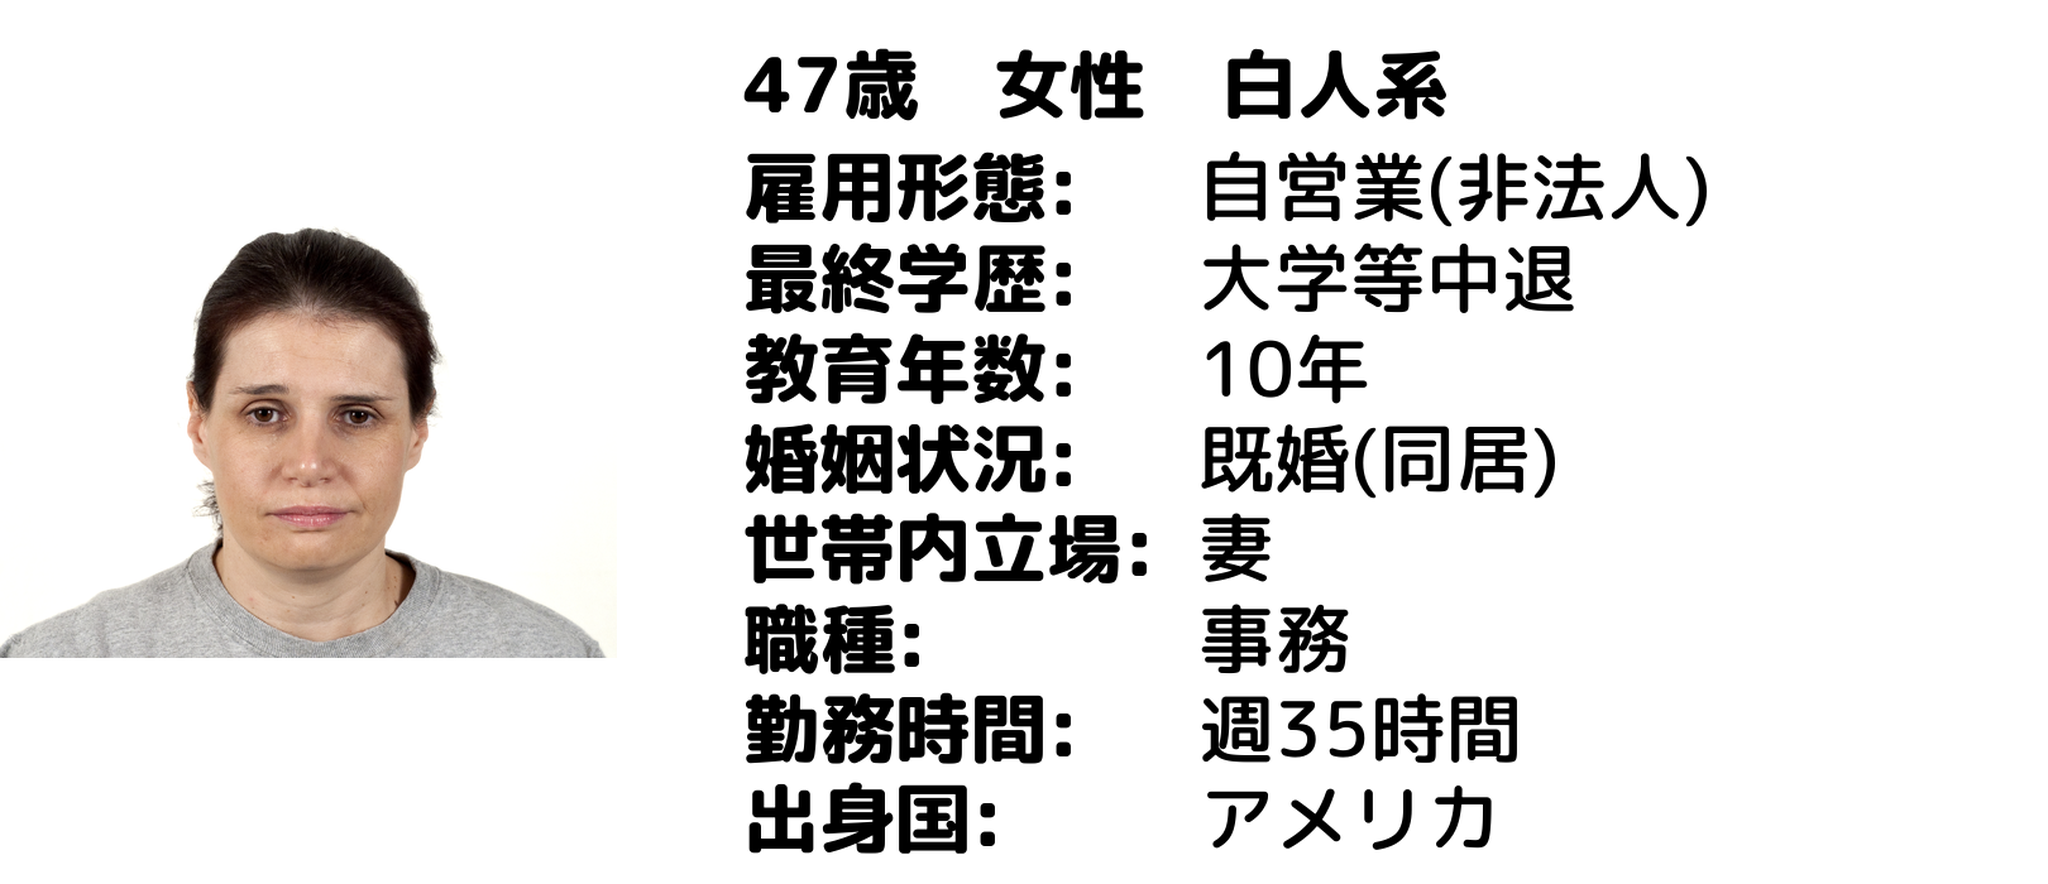 47歳　女性　白人系
雇用形態: 自営業(非法人)
最終学歴: 大学等中退
教育年数: 10年
婚姻状況: 既婚(同居)
世帯内立場: 妻
職種: 事務
勤務時間: 週35時間
出身国: アメリカ